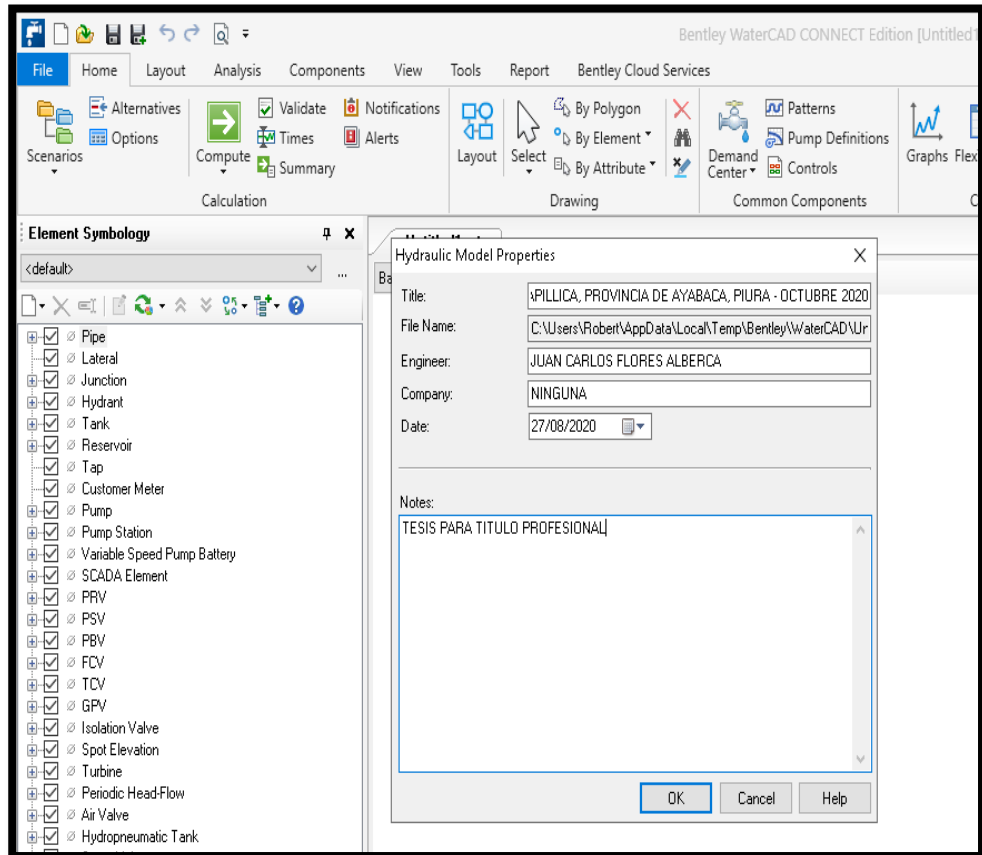 Bentley WaterCAD CONNECT Edition [Untitled1
File Home Layout Analysis Components View Tools Report Bentley Cloud Services
Alternatives Validate Notifications By Polygon Patterns
Options Times Alerts By Element Pump Definitions
Scenarios Compute Summary Layout Select By Attribute Demand Center Controls Graphs Flex
Calculation Drawing Common Components
Element Symbology
<default>
...
Pipe
Lateral
Junction
Hydrant
Tank
Reservoir
Tap
Customer Meter
Pump
Pump Station
Variable Speed Pump Battery
SCADA Element
PRV
PSV
PBV
FCV
TCV
GPV
Isolation Valve
Spot Elevation
Turbine
Periodic Head-Flow
Air Valve
Hydropneumatic Tank
Ba
Hydraulic Model Properties
Title: \PILLICA, PROVINCIA DE AYABACA, PIURA - OCTUBRE 2020
File Name: C:\Users\Robert\AppData\Local\Temp\Bentley\WaterCAD\Ur
Engineer: JUAN CARLOS FLORES ALBERCA
Company: NINGUNA
Date: 27/08/2020
Notes:
TESIS PARA TITULO PROFESIONAL
OK Cancel Help